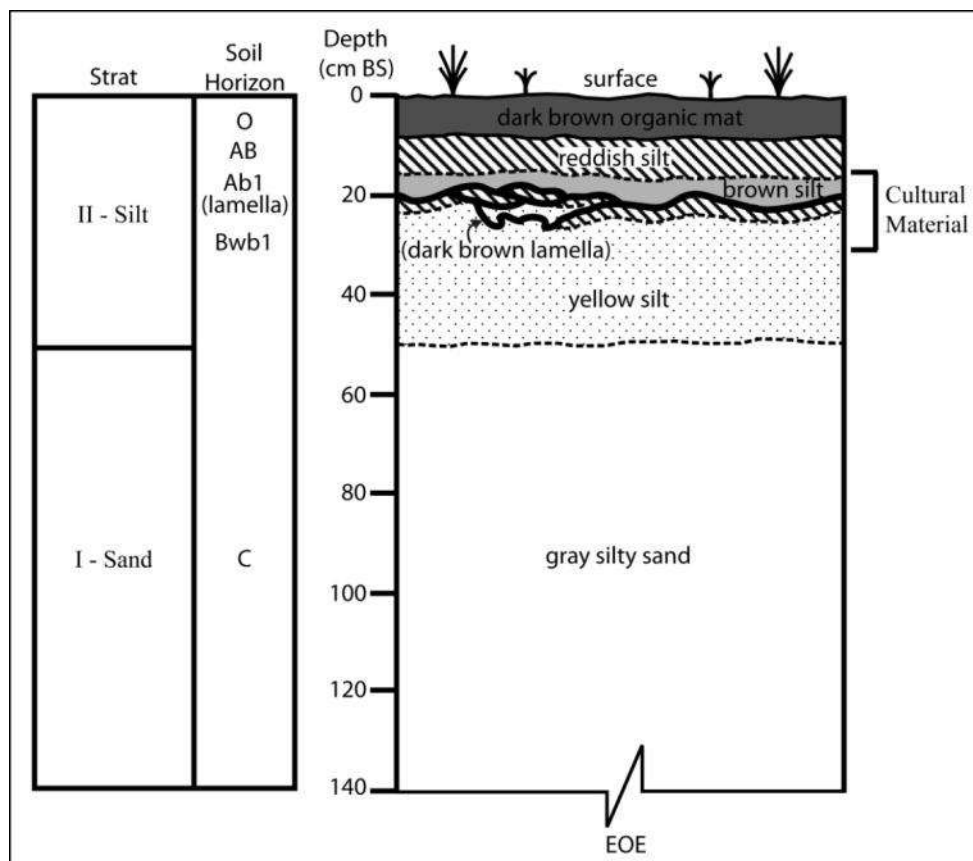 Strat
Soil
Horizon
Depth
(cm BS)
surface
0
20
40
60
80
100
120
140
II - Silt
O
AB
Ab1
(lamella)
Bwb1
I - Sand
C
dark brown organic mat
reddish silt
brown silt
(dark brown lamella)
yellow silt
gray silty sand
EOE
Cultural
Material